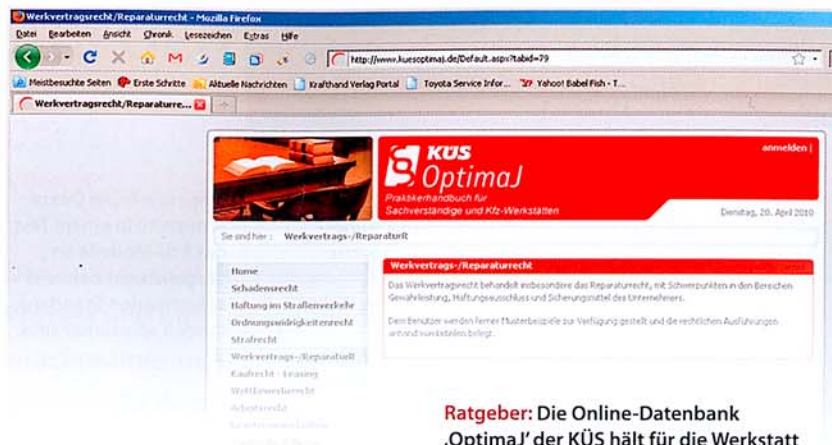 Werkvertragsrecht/Reparaturrecht - Mozilla Firefox
Datei Bearbeiten Ansicht Chronik Lesezeichen Extras Hilfe
http://www.kuesoptimaj.de/Default.aspx?tabid=79
Meistbesuchte Seiten Erste Schritte Aktuelle Nachrichten Krafthand Verlag Portal Toyota Service Infor... Yahoo! Babel Fish - T...
Werkvertragsrecht/Reparaturre...
anmelden |
§ KÜS
OptimaJ
Praktikerhandbuch für
Sachverständige und Kfz-Werkstätten
Dienstag, 20. April 2010
Sie sind hier : Werkvertrags-/ReparaturR
Home
Schadensrecht
Haftung im Straßenverkehr
Ordnungswidrigkeitenrecht
Strafrecht
Werkvertrags-/ReparaturR
Kaufrecht - Leasing
Wettbewerbsrecht
Arbeitsrecht
Werkvertrags-/Reparaturrecht
Das Werkvertragsrecht behandelt insbesondere das Reparaturrecht, mit Schwerpunkten in den Bereichen
Gewährleistung, Haftungsausschluss und Sicherungsmittel des Unternehmers.
Dem Benutzer werden ferner Musterbeispiele zur Verfügung gestellt und die rechtlichen Ausführungen
anhand von Urteilen belegt.
Ratgeber: Die Online-Datenbank
‚OptimaJ' der KÜS hält für die Werkstatt